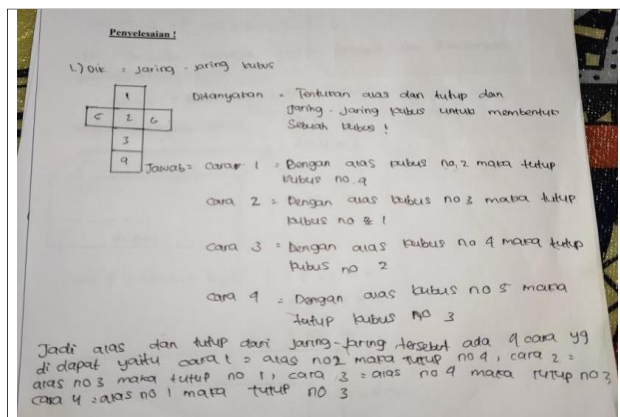 Penyelesaian !
1.) Dik = jaring - jaring kubus
1
5 2 6
3
4
Ditanyakan = Tentukan alas dan tutup dari
jaring - jaring kubus untuk membentuk
sebuah kubus !
Jawab = cara 1 = Dengan alas kubus no. 2 maka tutup
kubus no. 4
cara 2 = Dengan alas kubus no 3 maka tutup
kubus no 1
cara 3 = Dengan alas kubus no 4 maka tutup
kubus no 2
cara 4 = Dengan alas kubus no 5 maka
tutup kubus no 3
Jadi alas dan tutup dari jaring-jaring tersebut ada 4 cara yg
di dapat yaitu cara 1 = alas no 2 maka tutup no 4, cara 2 =
alas no 3 maka tutup no 1, cara 3 = alas no 4 maka tutup no 3
cara 4 = alas no 1 maka tutup no 3